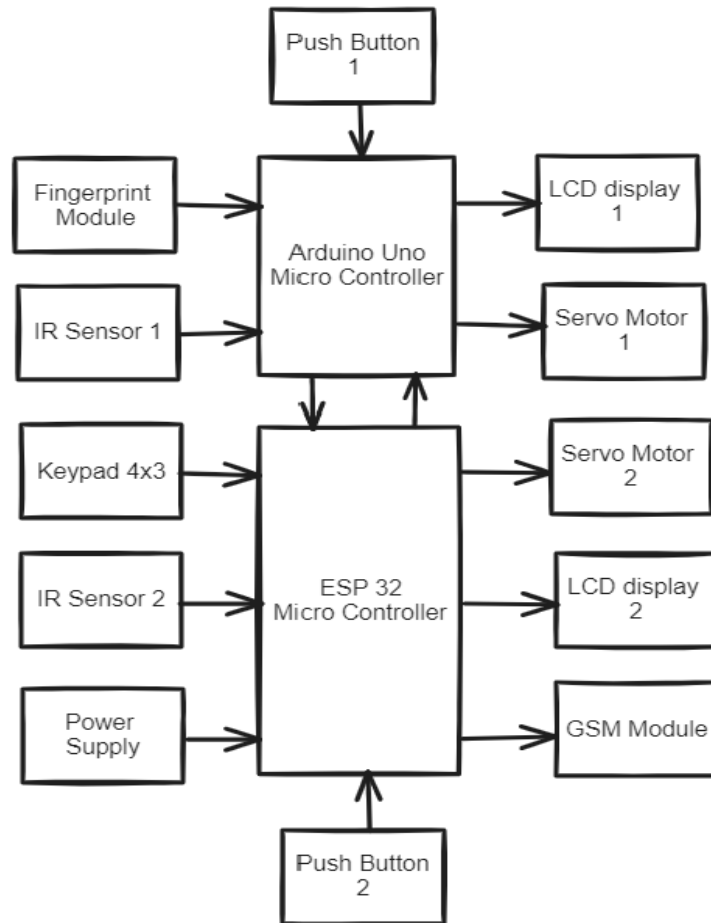 Push Button
1
Fingerprint
Module
Arduino Uno
Micro Controller
LCD display
1
IR Sensor 1
Servo Motor
1
Keypad 4x3
Servo Motor
2
IR Sensor 2
ESP 32
Micro Controller
LCD display
2
Power
Supply
GSM Module
Push Button
2